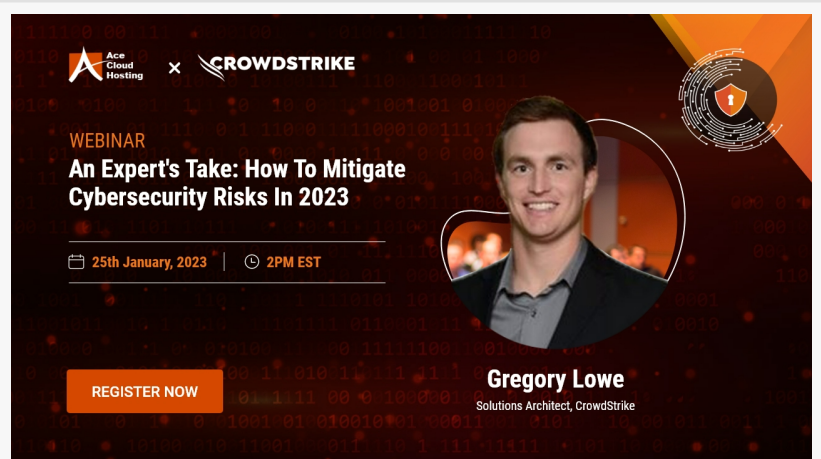 Ace
Cloud
Hosting
x
CROWDSTRIKE
WEBINAR
An Expert's Take: How To Mitigate
Cybersecurity Risks In 2023
25th January, 2023
2PM EST
REGISTER NOW
Gregory Lowe
Solutions Architect, CrowdStrike